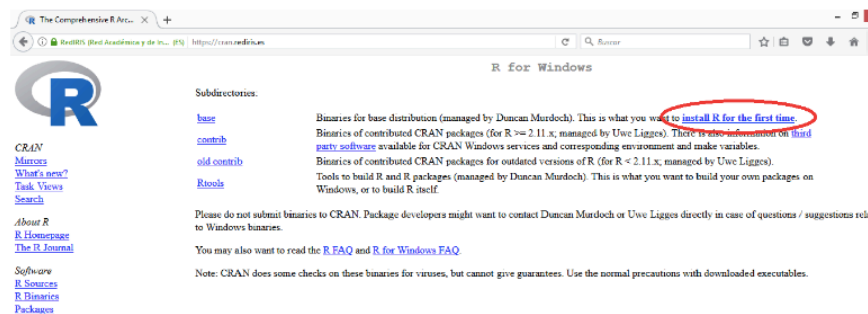 The Comprehensive R Arc...
RedIRIS (Red Académica y de In... (ES) https://cran.rediris.es Buscar
R for Windows
R
Subdirectories:
base Binaries for base distribution (managed by Duncan Murdoch). This is what you want to install R for the first time.
contrib Binaries of contributed CRAN packages (for R >= 2.11.x; managed by Uwe Ligges). There is also information on third
party software available for CRAN Windows services and corresponding environment and make variables.
old contrib Binaries of contributed CRAN packages for outdated versions of R (for R < 2.11.x; managed by Uwe Ligges).
Rtools Tools to build R and R packages (managed by Duncan Murdoch). This is what you want to build your own packages on
Windows, or to build R itself.
CRAN
Mirrors
What's new?
Task Views
Search
Please do not submit binaries to CRAN. Package developers might want to contact Duncan Murdoch or Uwe Ligges directly in case of questions / suggestions rel
to Windows binaries.
You may also want to read the R FAQ and R for Windows FAQ.
Note: CRAN does some checks on these binaries for viruses, but cannot give guarantees. Use the normal precautions with downloaded executables.
About R
R Homepage
The R Journal
Software
R Sources
R Binaries
Packages